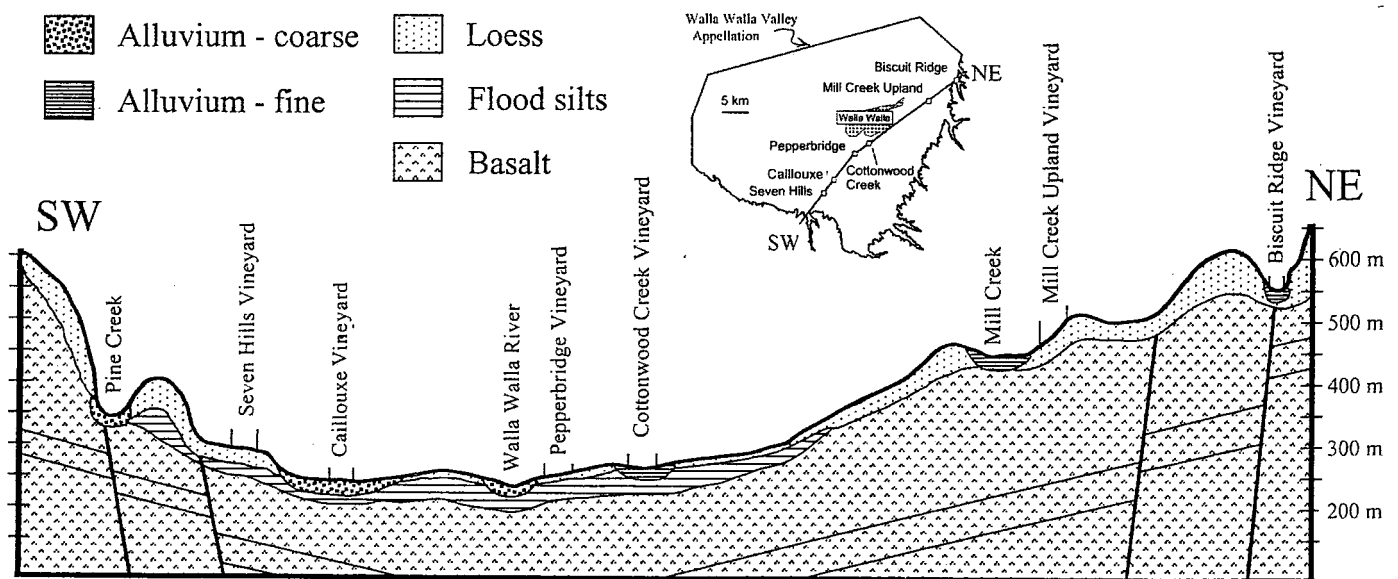 Alluvium - coarse
Loess
Alluvium - fine
Flood silts
Basalt
Walla Walla Valley
Appellation
Biscuit Ridge
NE
Mill Creek Upland
5 km
Walla Walla
Pepperbridge
Cottonwood
Creek
Caillouxe
Seven Hills
SW
SW
NE
Pine Creek
Seven Hills Vineyard
Caillouxe Vineyard
Walla Walla River
Pepperbridge Vineyard
Cottonwood Creek Vineyard
Mill Creek
Mill Creek Upland Vineyard
Biscuit Ridge Vineyard
600 m
500 m
400 m
300 m
200 m